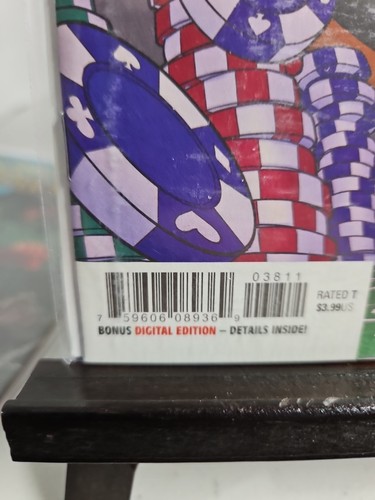 03811
RATED T
$3.99US
7 59606 08936 9
BONUS DIGITAL EDITION – DETAILS INSIDE!